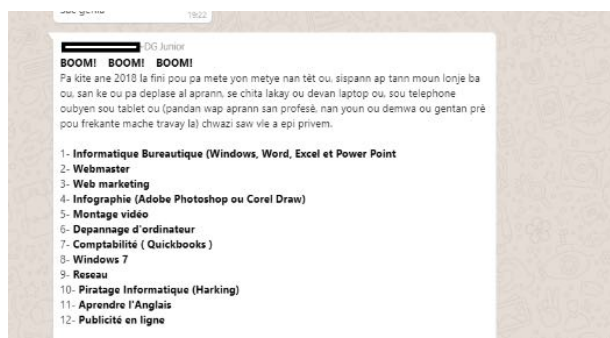 19:22
DG Junior
BOOM! BOOM! BOOM!
Pa kite ane 2018 la fini pou pa mete yon metye nan tèt ou, sispann ap tann moun lonje ba
ou, san ke ou pa deplase al aprann, se chita lakay ou devan laptop ou, sou telephone
oubyen sou tablet ou (pandan wap aprann san profesè, nan youn ou demwa ou gentan prè
pou frekante mache travay la) chwazi saw vle a epi privem.
1- Informatique Bureautique (Windows, Word, Excel et Power Point
2- Webmaster
3- Web marketing
4- Infographie (Adobe Photoshop ou Corel Draw)
5- Montage vidéo
6- Depannage d'ordinateur
7- Comptabilité ( Quickbooks )
8- Windows 7
9- Reseau
10- Piratage Informatique (Harking)
11- Aprendre l'Anglais
12- Publicité en ligne